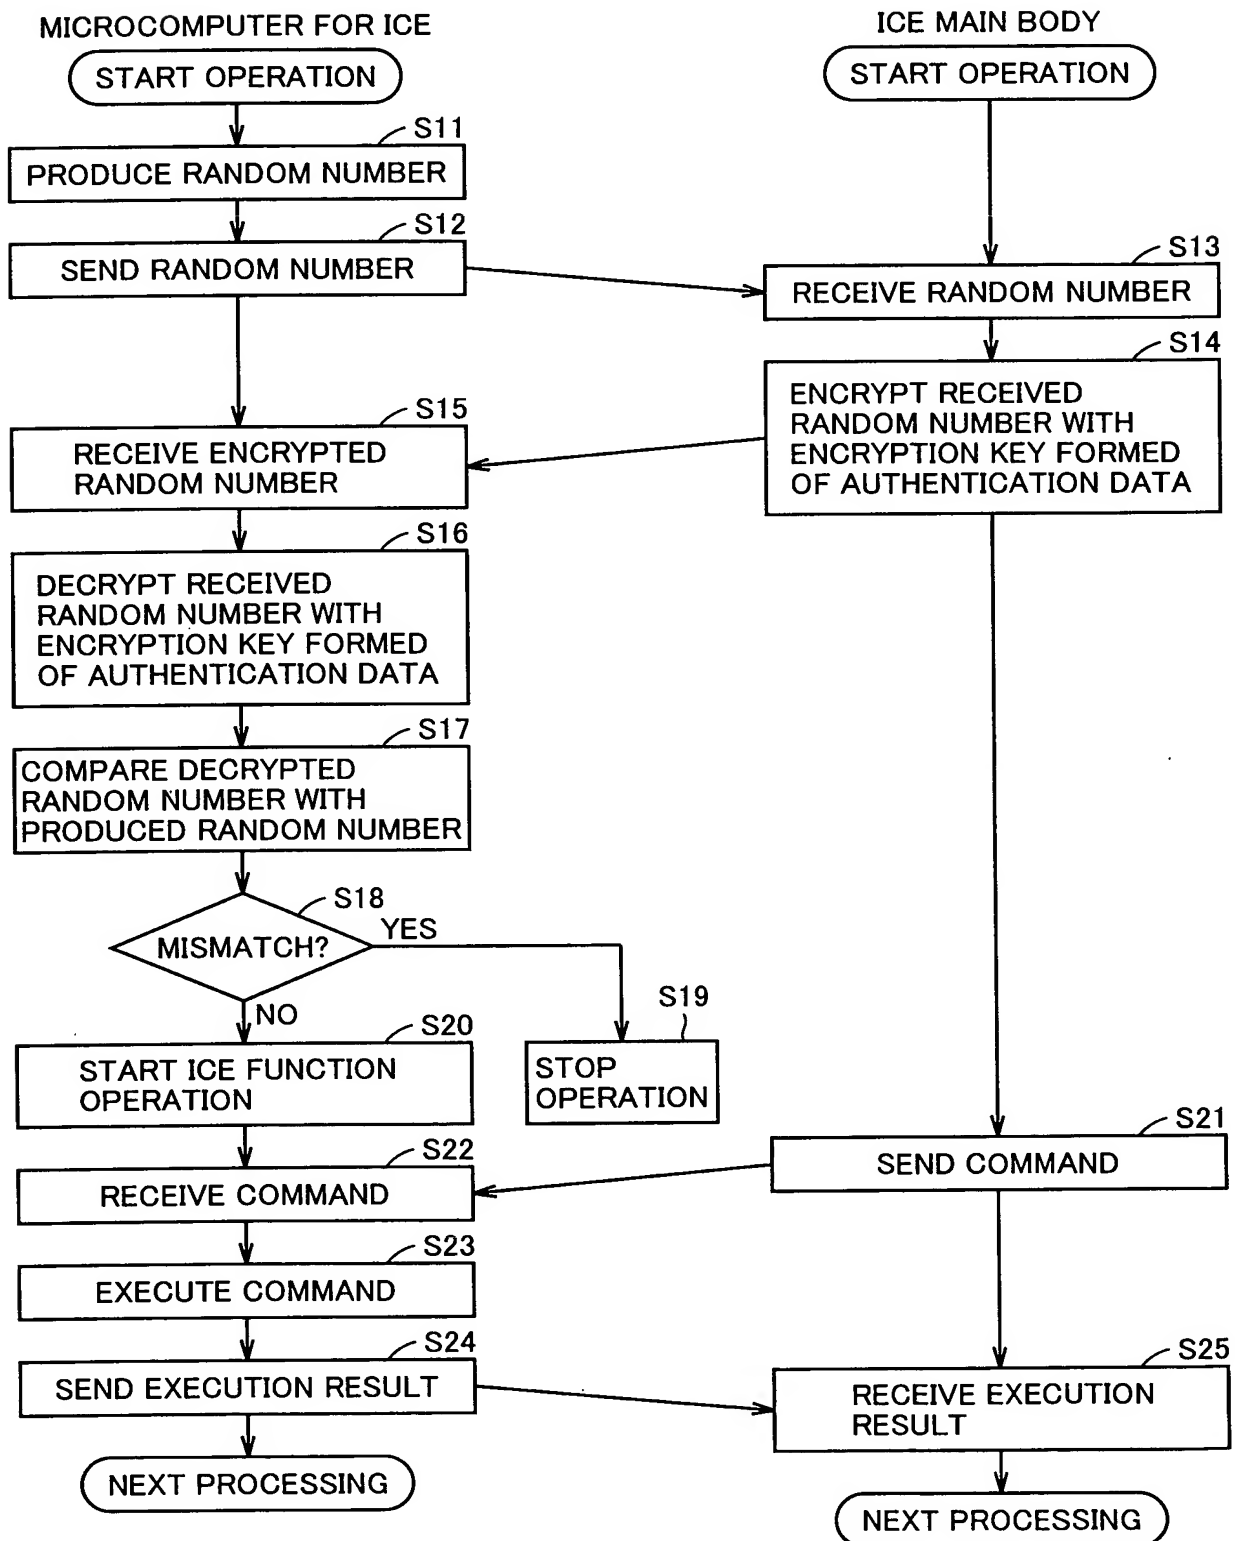 MICROCOMPUTER FOR ICE
START OPERATION
S11
PRODUCE RANDOM NUMBER
S12
SEND RANDOM NUMBER
S15
RECEIVE ENCRYPTED
RANDOM NUMBER
S16
DECRYPT RECEIVED
RANDOM NUMBER WITH
ENCRYPTION KEY FORMED
OF AUTHENTICATION DATA
S17
COMPARE DECRYPTED
RANDOM NUMBER WITH
PRODUCED RANDOM NUMBER
S18
MISMATCH?
YES
NO
S19
STOP
OPERATION
S20
START ICE FUNCTION
OPERATION
S22
RECEIVE COMMAND
S23
EXECUTE COMMAND
S24
SEND EXECUTION RESULT
NEXT PROCESSING
ICE MAIN BODY
START OPERATION
S13
RECEIVE RANDOM NUMBER
S14
ENCRYPT RECEIVED
RANDOM NUMBER WITH
ENCRYPTION KEY FORMED
OF AUTHENTICATION DATA
S21
SEND COMMAND
S25
RECEIVE EXECUTION
RESULT
NEXT PROCESSING